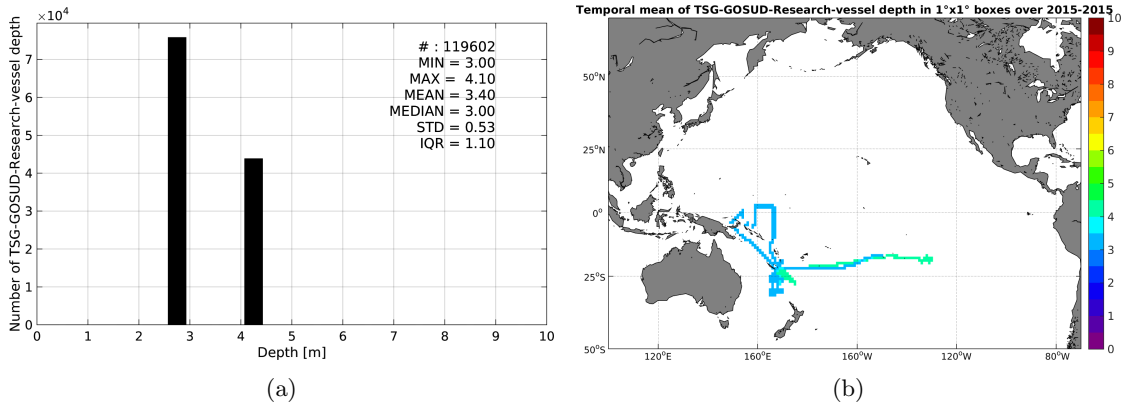 ×10⁴
Number of TSG-GOSUD-Research-vessel depth
7
6
5
4
3
2
1
0
# : 119602
MIN = 3.00
MAX = 4.10
MEAN = 3.40
MEDIAN = 3.00
STD = 0.53
IQR = 1.10
0 1 2 3 4 5 6 7 8 9 10
Depth [m]
(a)
Temporal mean of TSG-GOSUD-Research-vessel depth in 1°x1° boxes over 2015-2015
50°N
25°N
0°
25°S
50°S
120°E 160°E 160°W 120°W 80°W
10
9
8
7
6
5
4
3
2
1
0
(b)